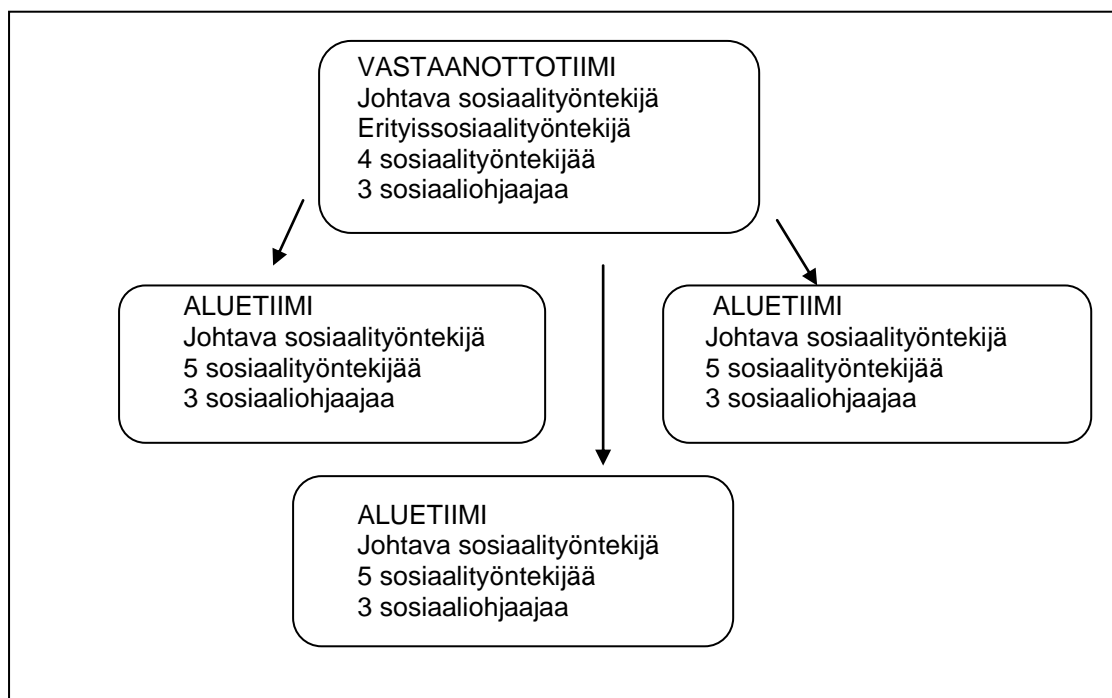 VASTAANOTTOTIIMI
Johtava sosiaalityöntekijä
Erityissosiaalityöntekijä
4 sosiaalityöntekijää
3 sosiaaliohjaajaa
ALUETIIMI
Johtava sosiaalityöntekijä
5 sosiaalityöntekijää
3 sosiaaliohjaajaa
ALUETIIMI
Johtava sosiaalityöntekijä
5 sosiaalityöntekijää
3 sosiaaliohjaajaa
ALUETIIMI
Johtava sosiaalityöntekijä
5 sosiaalityöntekijää
3 sosiaaliohjaajaa